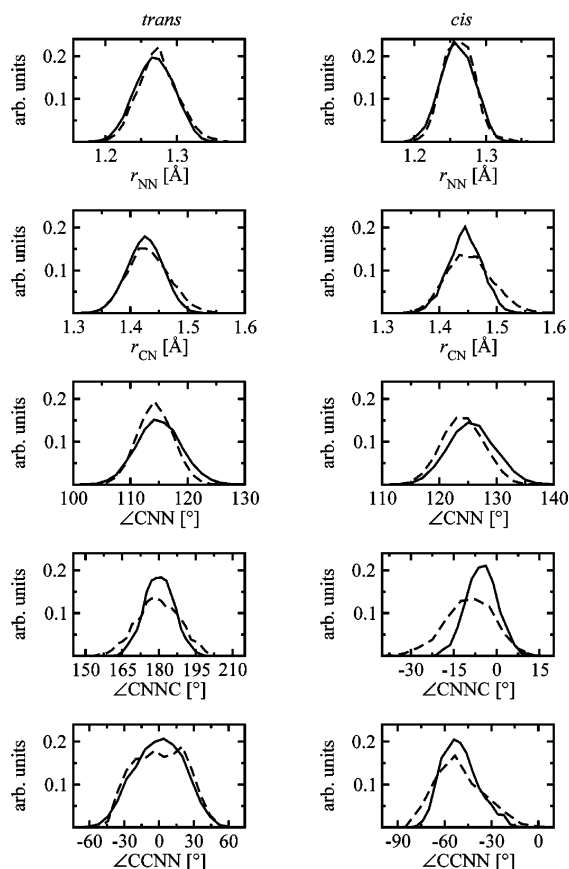 trans cis
arb. units 0.2 0.1 arb. units 0.2 0.1
1.2 1.3 1.2 1.3
rNN [Å] rNN [Å]
arb. units 0.2 0.1 arb. units 0.2 0.1
1.3 1.4 1.5 1.6 1.3 1.4 1.5 1.6
rCN [Å] rCN [Å]
arb. units 0.2 0.1 arb. units 0.2 0.1
100 110 120 130 110 120 130 140
∠CNN [°] ∠CNN [°]
arb. units 0.2 0.1 arb. units 0.2 0.1
150 165 180 195 210 -30 -15 0 15
∠CNNC [°] ∠CNNC [°]
arb. units 0.2 0.1 arb. units 0.2 0.1
-60 -30 0 30 60 -90 -60 -30 0
∠CCNN [°] ∠CCNN [°]